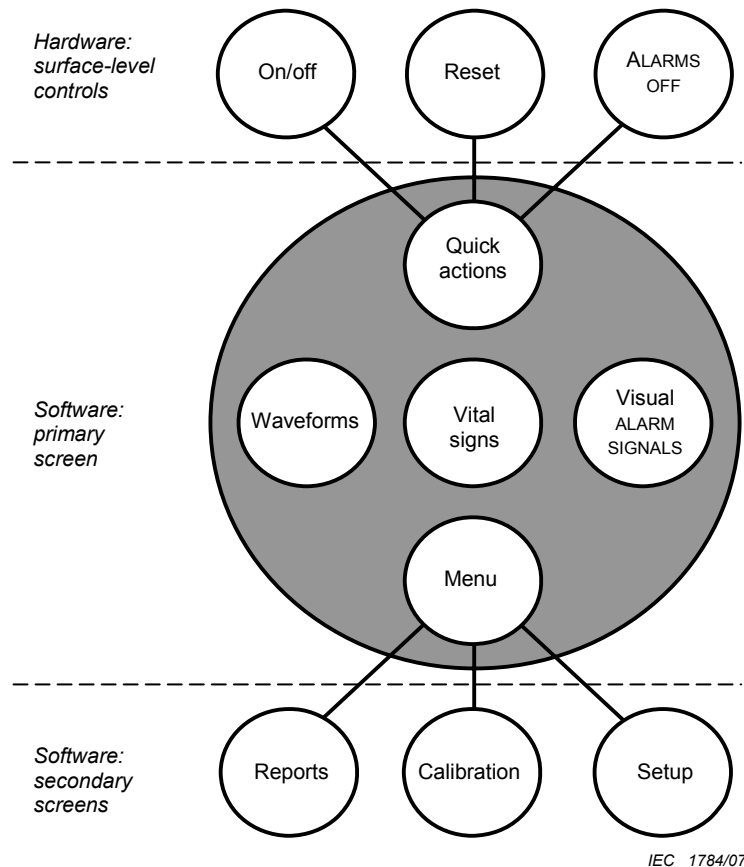 Hardware:
surface-level
controls
On/off
Reset
ALARMS
OFF
Quick
actions
Software:
primary
screen
Waveforms
Vital
signs
Visual
ALARM
SIGNALS
Menu
Software:
secondary
screens
Reports
Calibration
Setup
IEC 1784/07